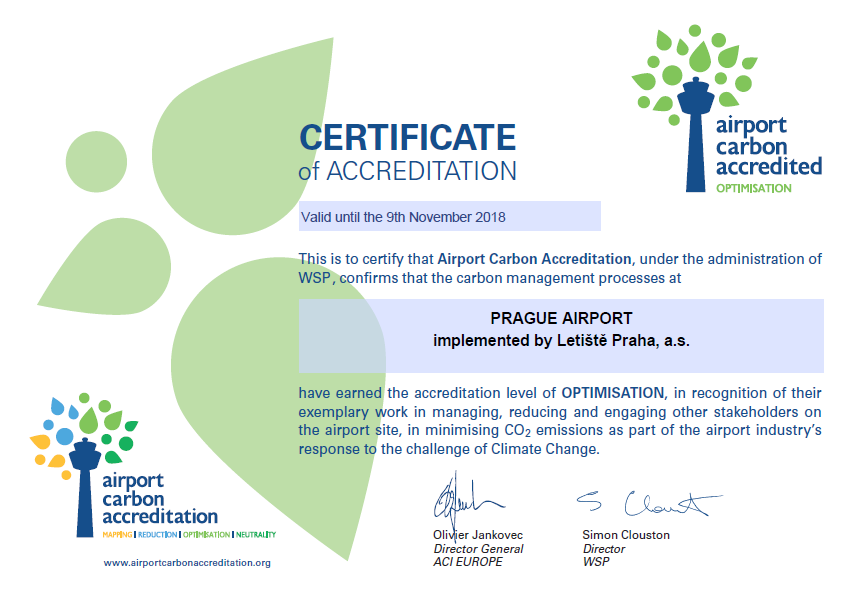 CERTIFICATE
of ACCREDITATION
airport
carbon
accredited
OPTIMISATION
Valid until the 9th November 2018
This is to certify that Airport Carbon Accreditation, under the administration of
WSP, confirms that the carbon management processes at
PRAGUE AIRPORT
implemented by Letiště Praha, a.s.
have earned the accreditation level of OPTIMISATION, in recognition of their
exemplary work in managing, reducing and engaging other stakeholders on
the airport site, in minimising CO₂ emissions as part of the airport industry's
response to the challenge of Climate Change.
airport
carbon
accreditation
MAPPING | REDUCTION | OPTIMISATION | NEUTRALITY
www.airportcarbonaccreditation.org
S Clouston
Olivier Jankovec
Director General
ACI EUROPE
Simon Clouston
Director
WSP